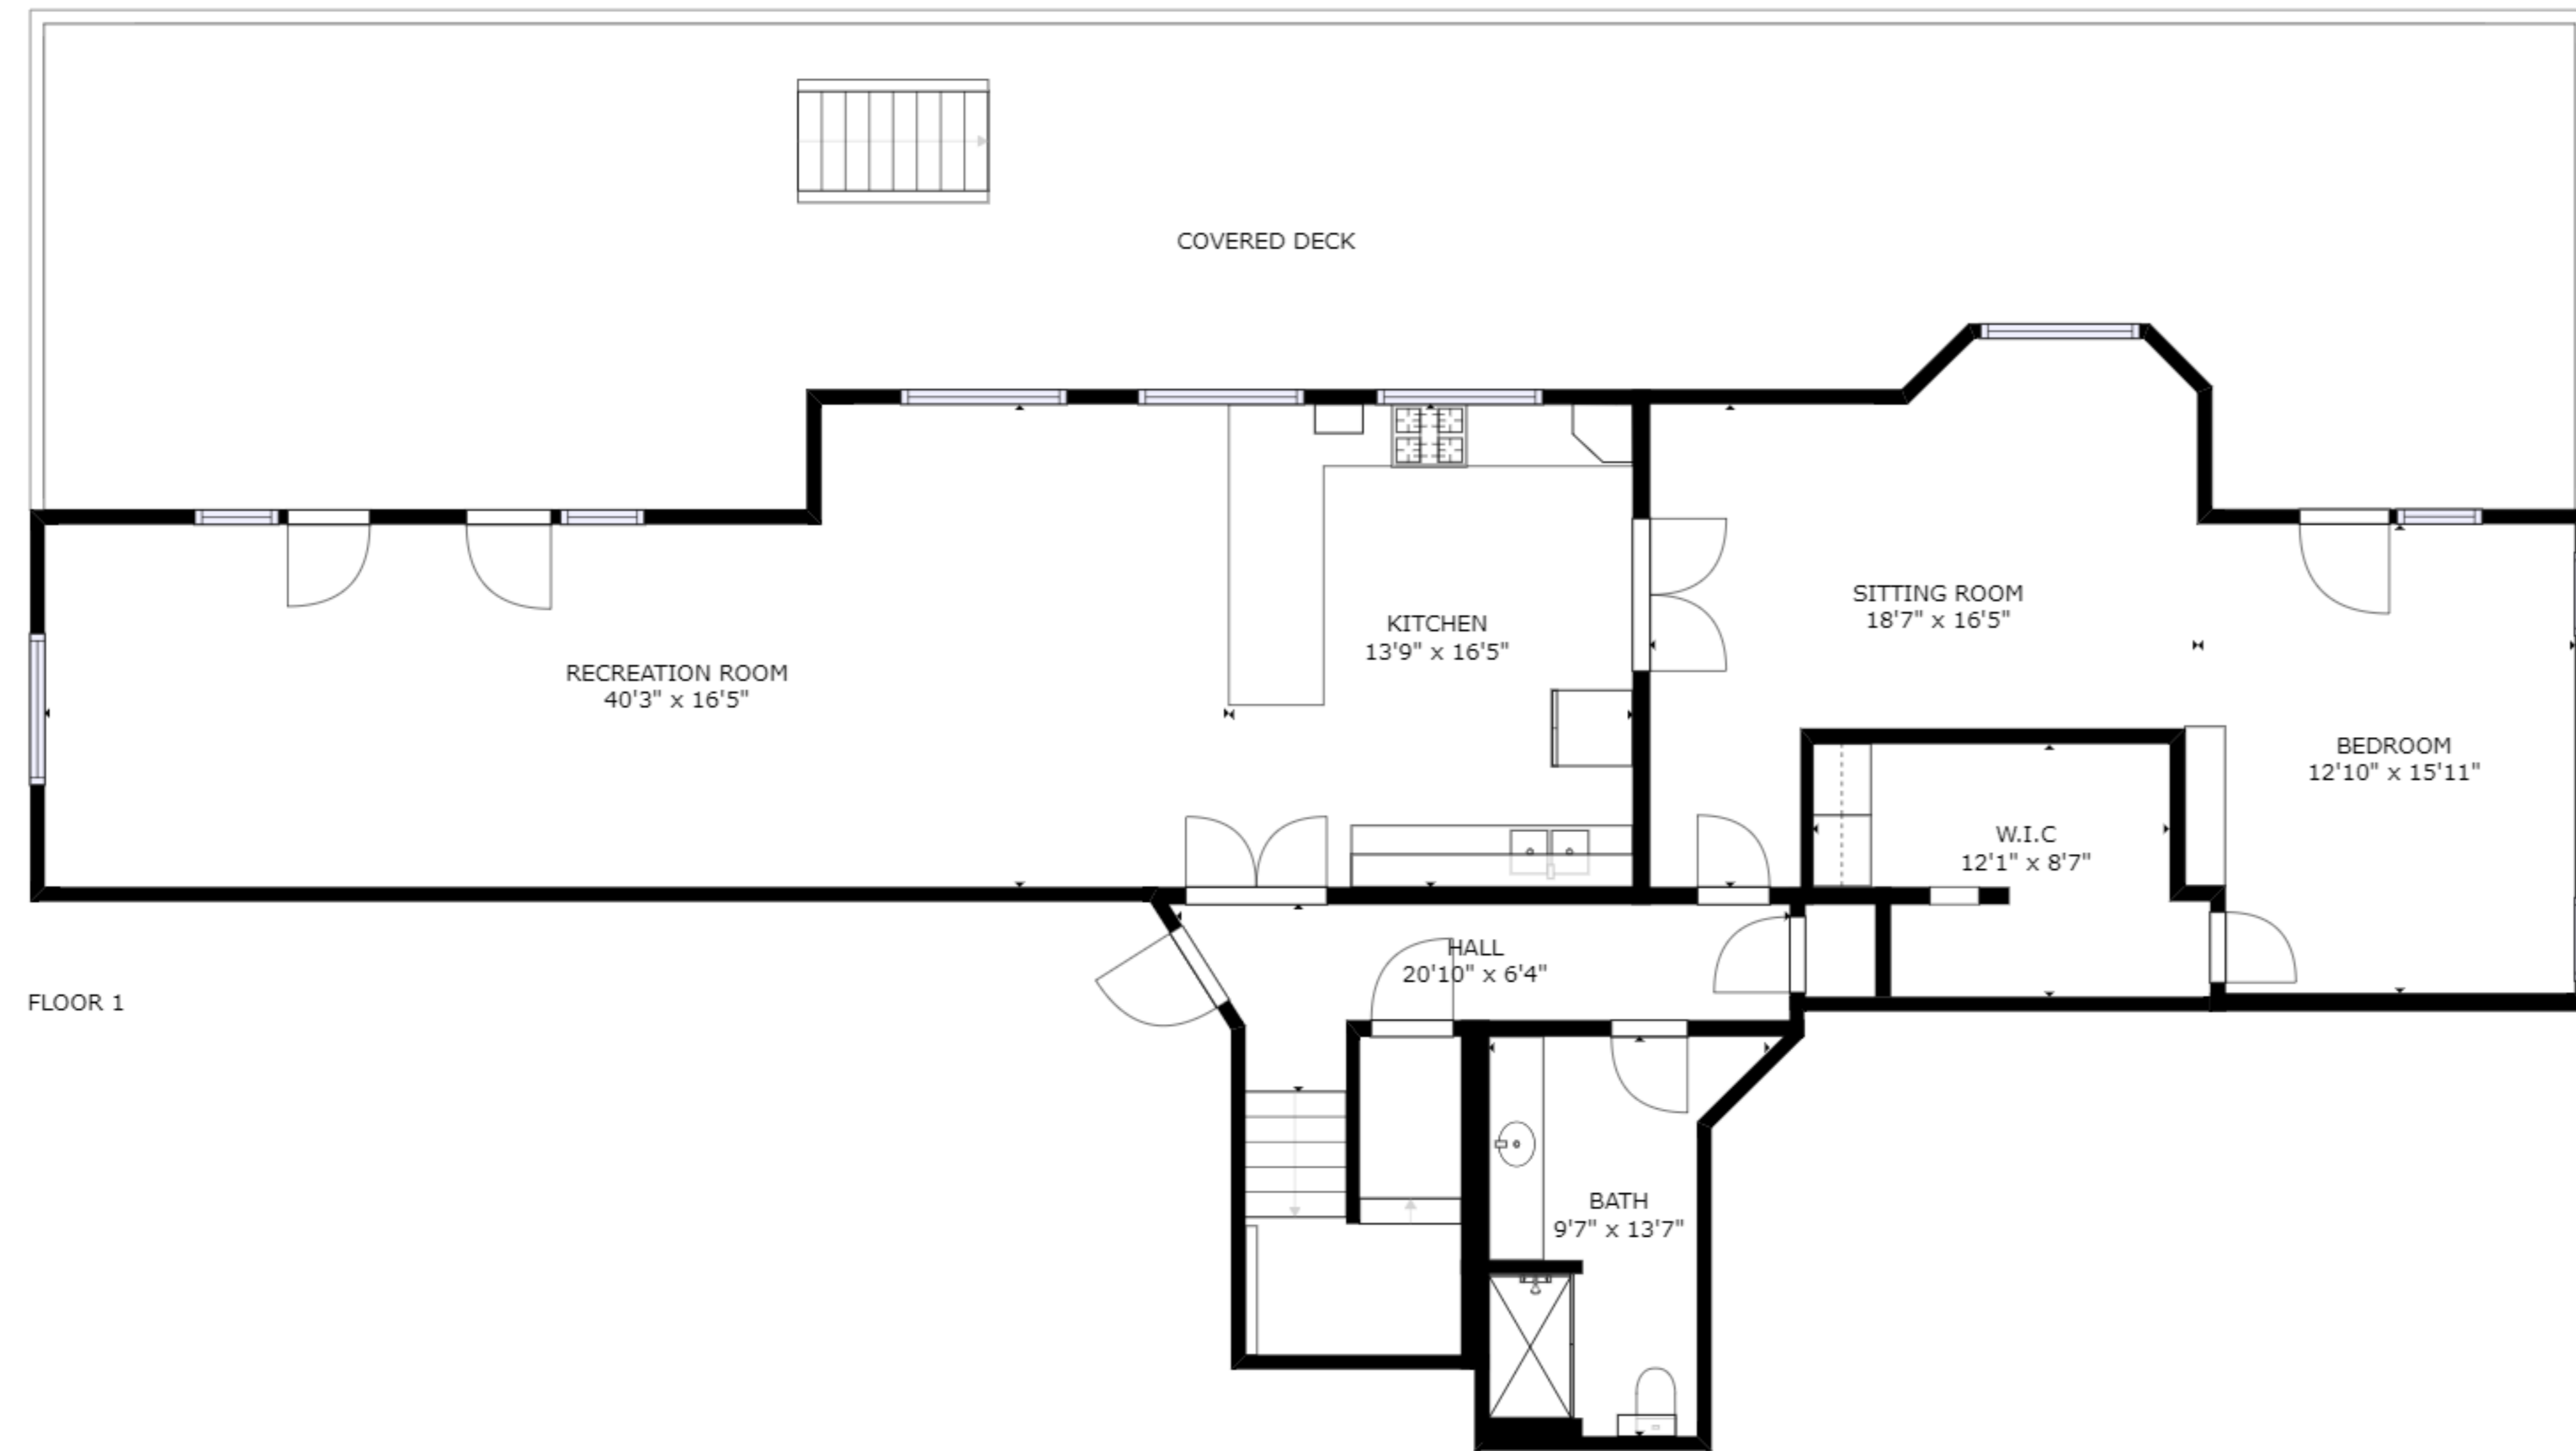 COVERED DECK
SITTING ROOM
18'7" x 16'5"
KITCHEN
13'9" x 16'5"
RECREATION ROOM
40'3" x 16'5"
BEDROOM
12'10" x 15'11"
W.I.C
12'1" x 8'7"
HALL
20'10" x 6'4"
FLOOR 1
BATH
9'7" x 13'7"